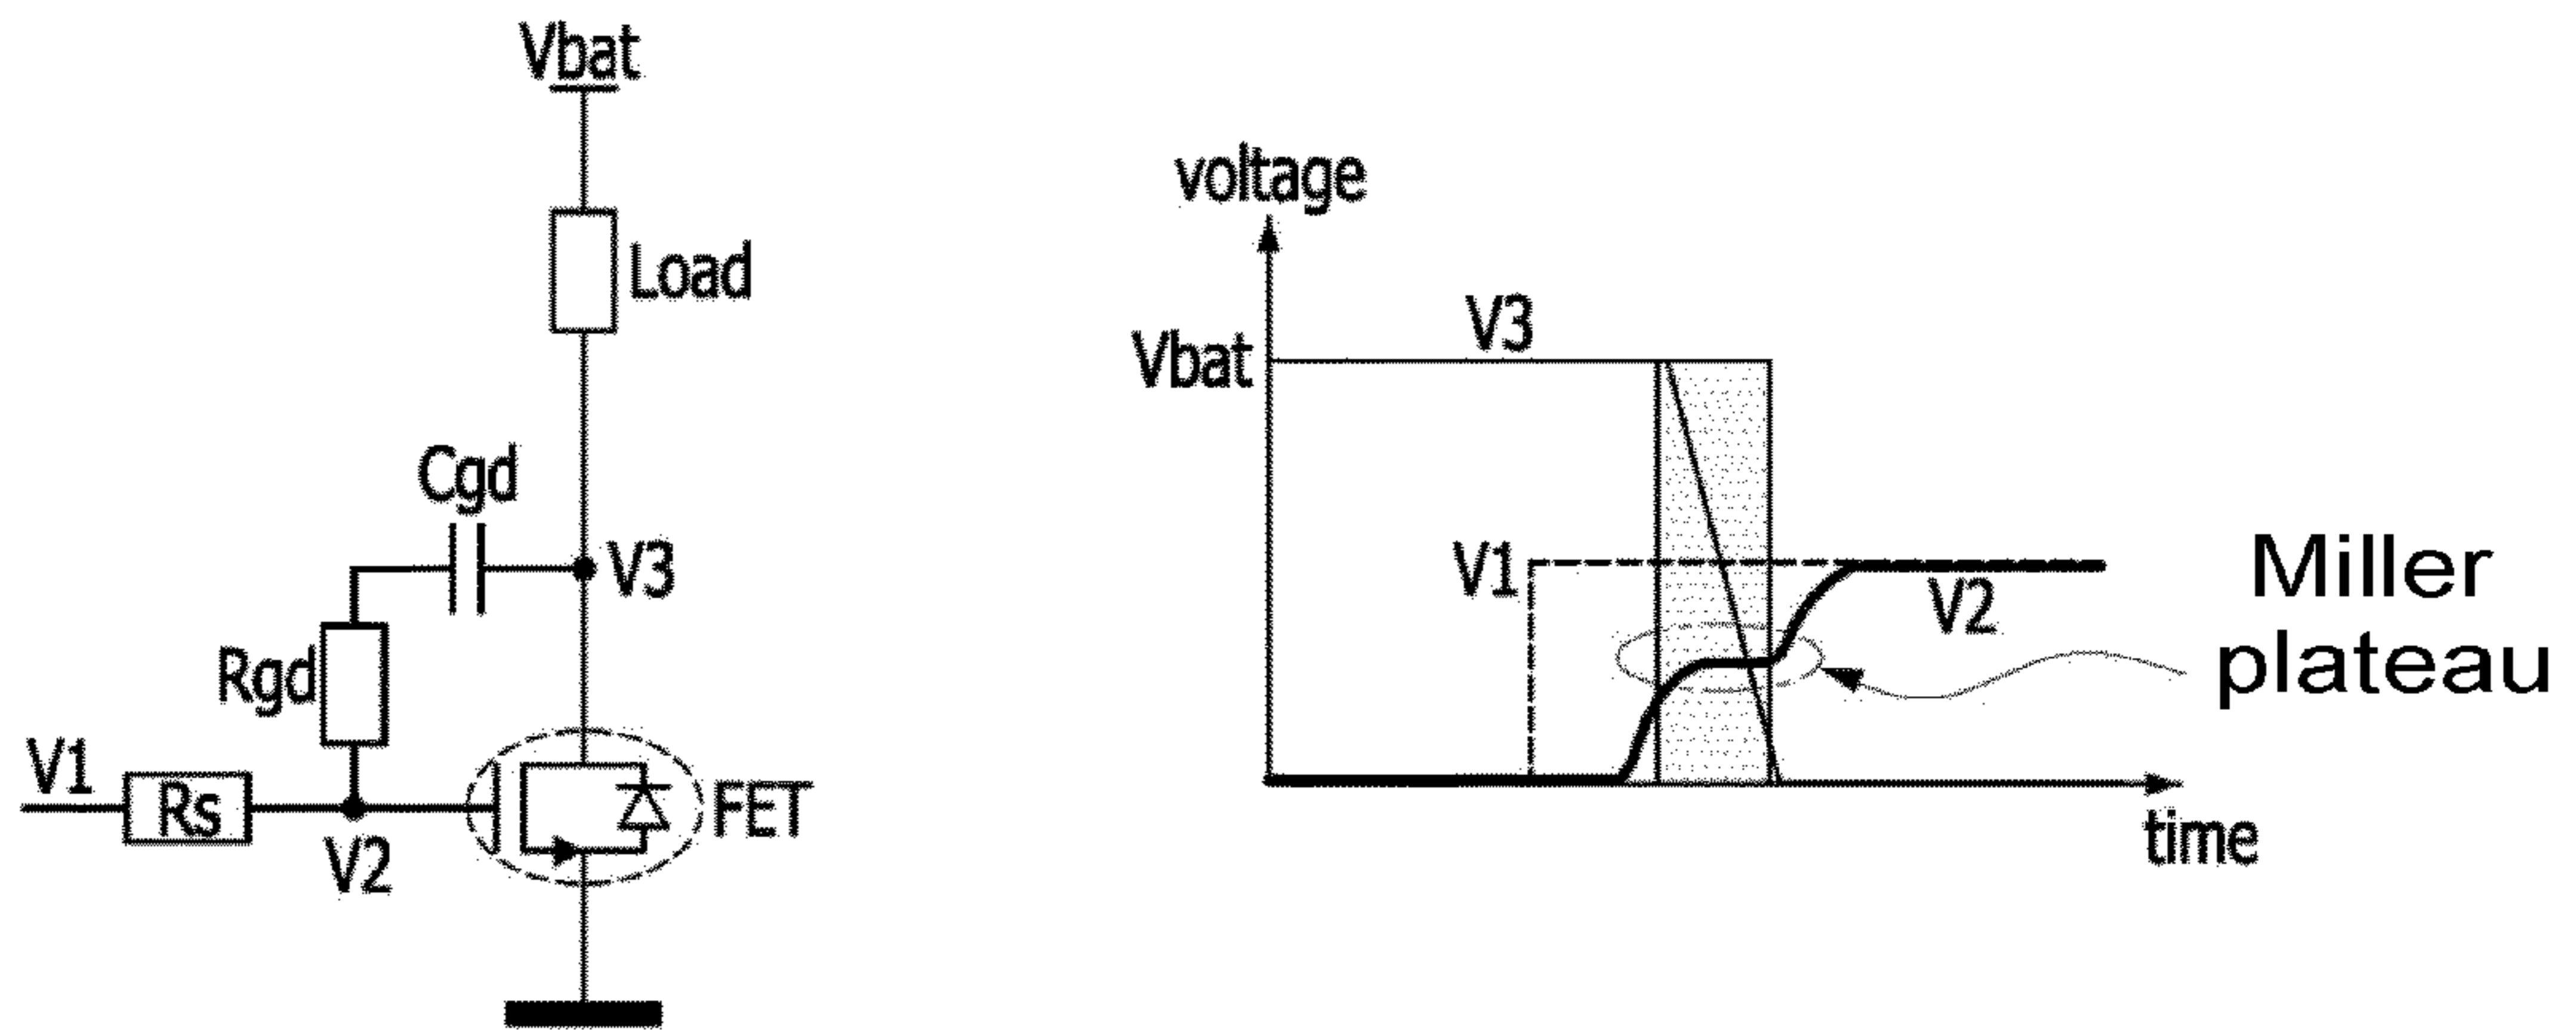 Vbat
Load
Cgd
V3
Rgd
V1
Rs
V2
FET
voltage
Vbat
V3
V1
V2
Miller
plateau
time